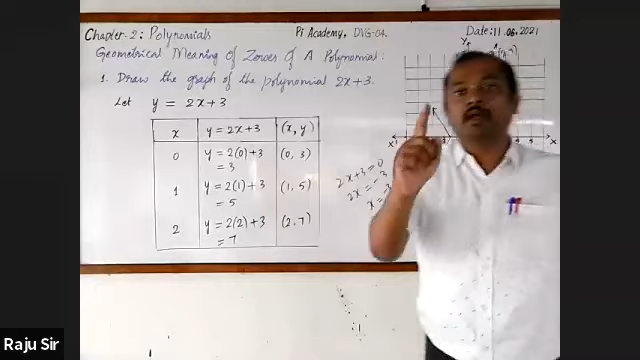 Chapter-2: Polynomials Pi Academy, DVG-04. Date: 11.06.2021
Geometrical Meaning Of Zeroes Of A Polynomial:
1. Draw the graph of the polynomial 2x+3.
Let y = 2x+3
x y = 2x+3 (x, y)
0 y = 2(0)+3 (0, 3)
= 3
1 y = 2(1)+3 (1, 5)
= 5
2 y = 2(2)+3 (2, 7)
= 7
2x+3=0
2x = -3
x = -3
X' X
Raju Sir